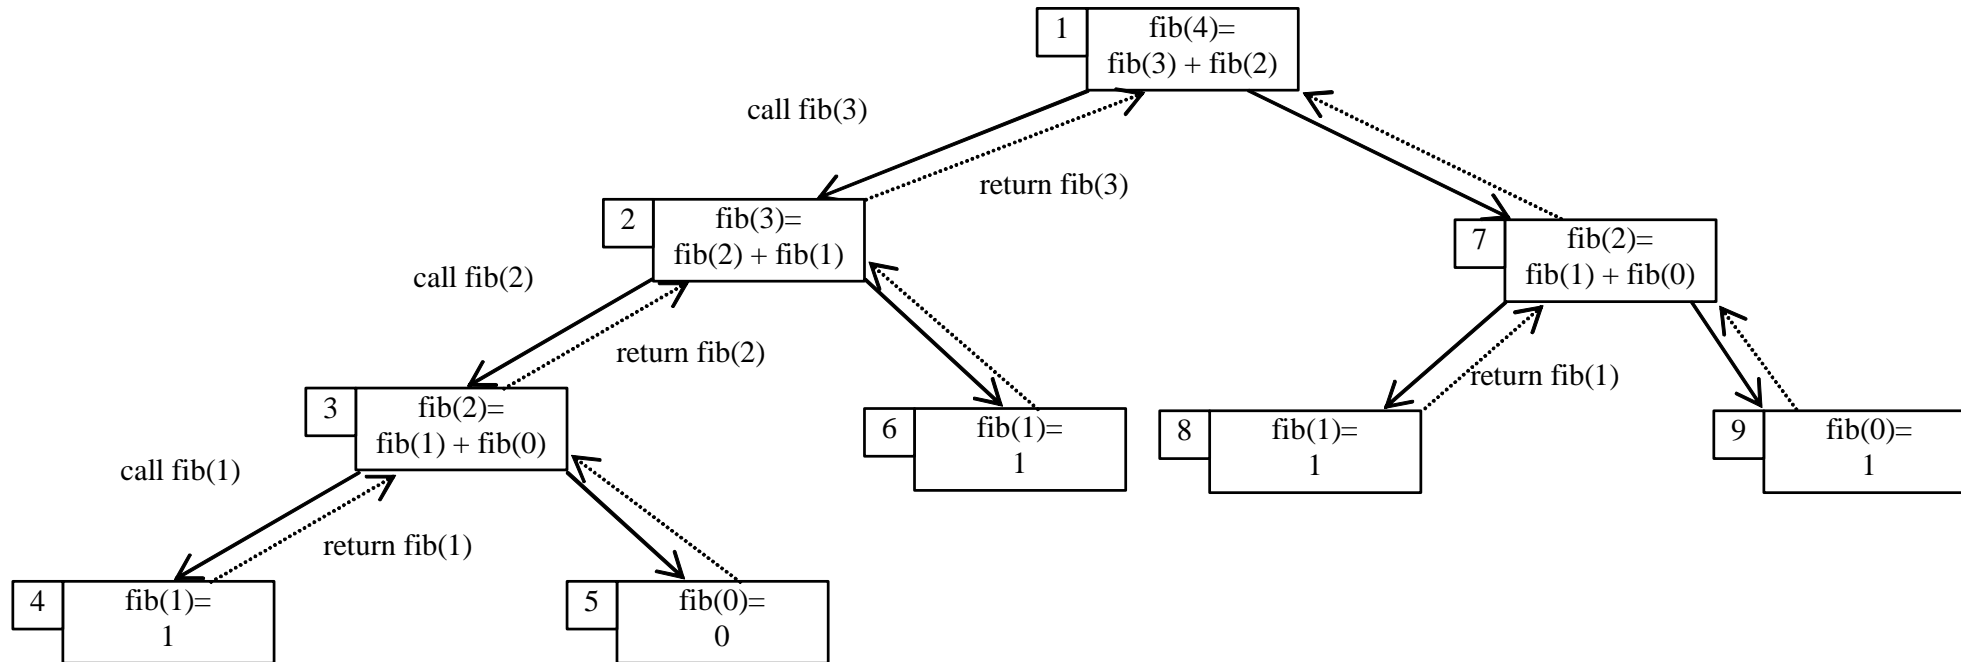 1
fib(4)=
fib(3) + fib(2)
call fib(3)
return fib(3)
2
fib(3)=
fib(2) + fib(1)
7
fib(2)=
fib(1) + fib(0)
call fib(2)
return fib(2)
return fib(1)
3
fib(2)=
fib(1) + fib(0)
6
fib(1)=
1
8
fib(1)=
1
9
fib(0)=
1
call fib(1)
return fib(1)
4
fib(1)=
1
5
fib(0)=
0